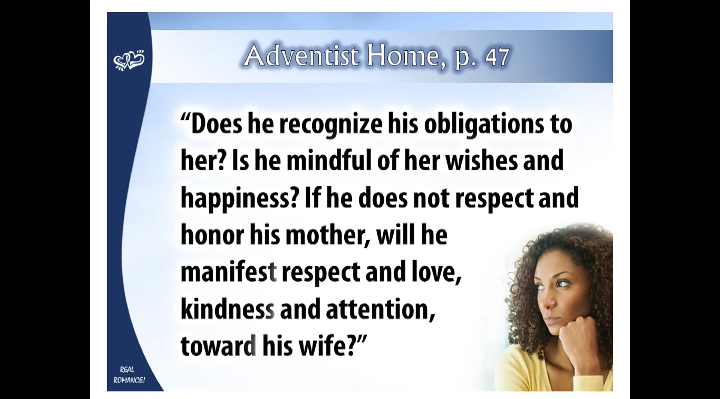 Adventist Home, p. 47
“Does he recognize his obligations to
her? Is he mindful of her wishes and
happiness? If he does not respect and
honor his mother, will he
manifest respect and love,
kindness and attention,
toward his wife?”
REAL
ROMANCE!